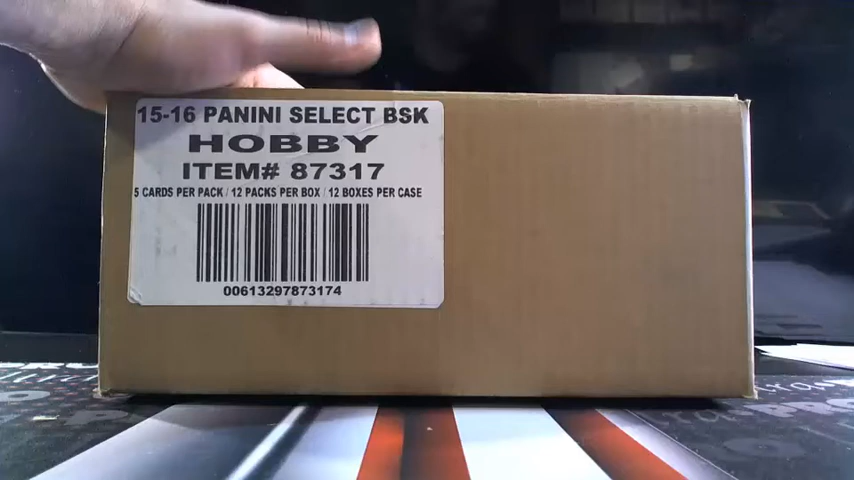 15-16 PANINI SELECT BSK
HOBBY
ITEM# 87317
5 CARDS PER PACK / 12 PACKS PER BOX / 12 BOXES PER CASE
00613297873174